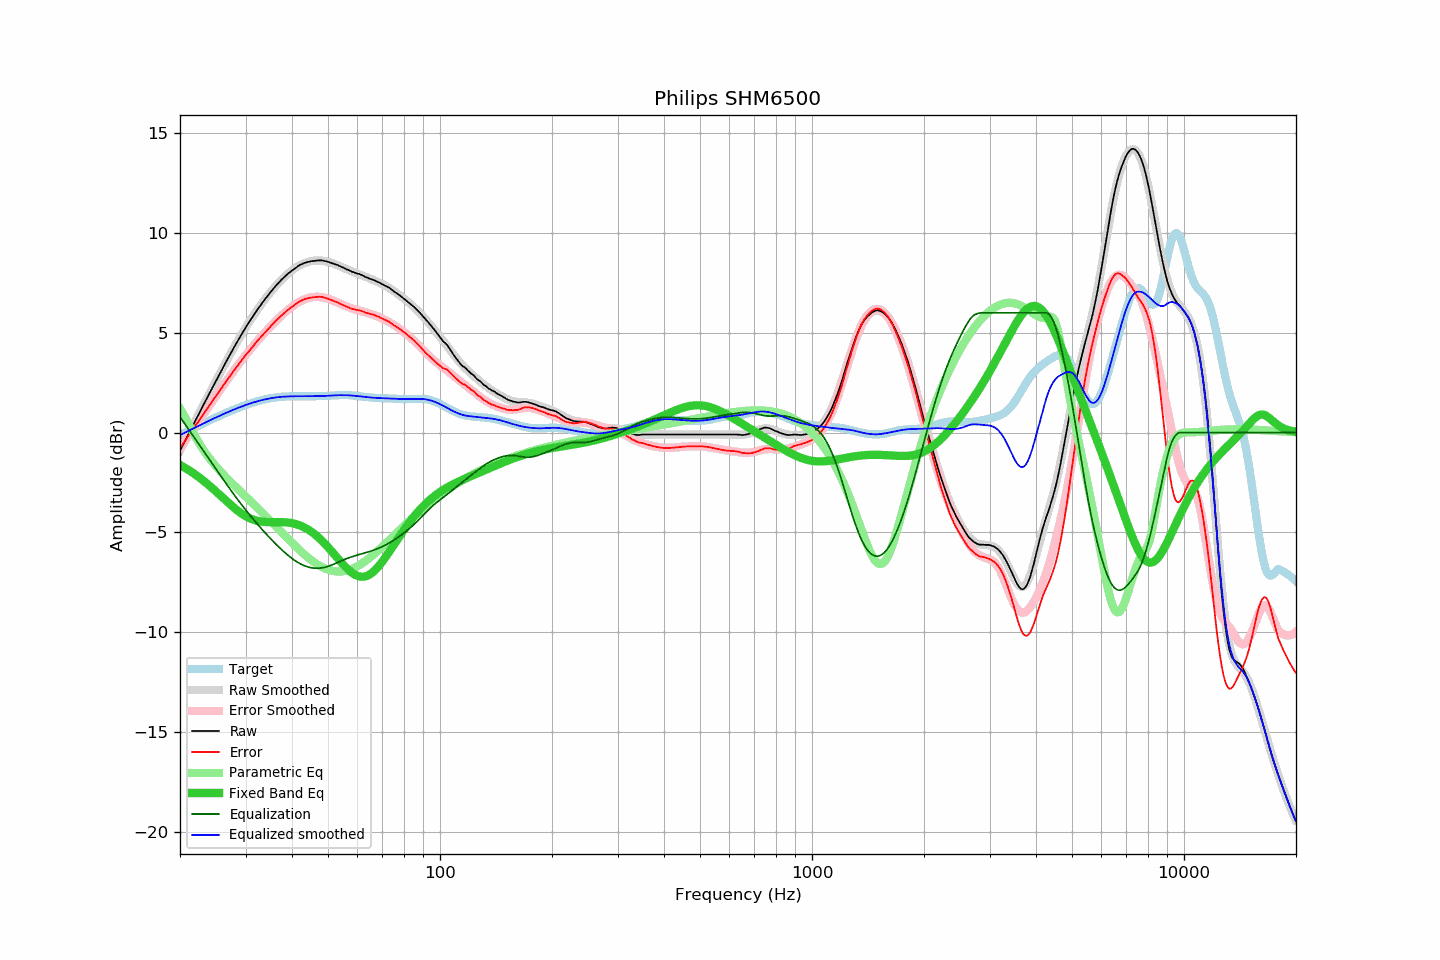 Philips SHM6500
15
10
5
0
−5
−10
−15
−20
Amplitude (dBr)
Target
Raw Smoothed
Error Smoothed
Raw
Error
Parametric Eq
Fixed Band Eq
Equalization
Equalized smoothed
100
1000
10000
Frequency (Hz)